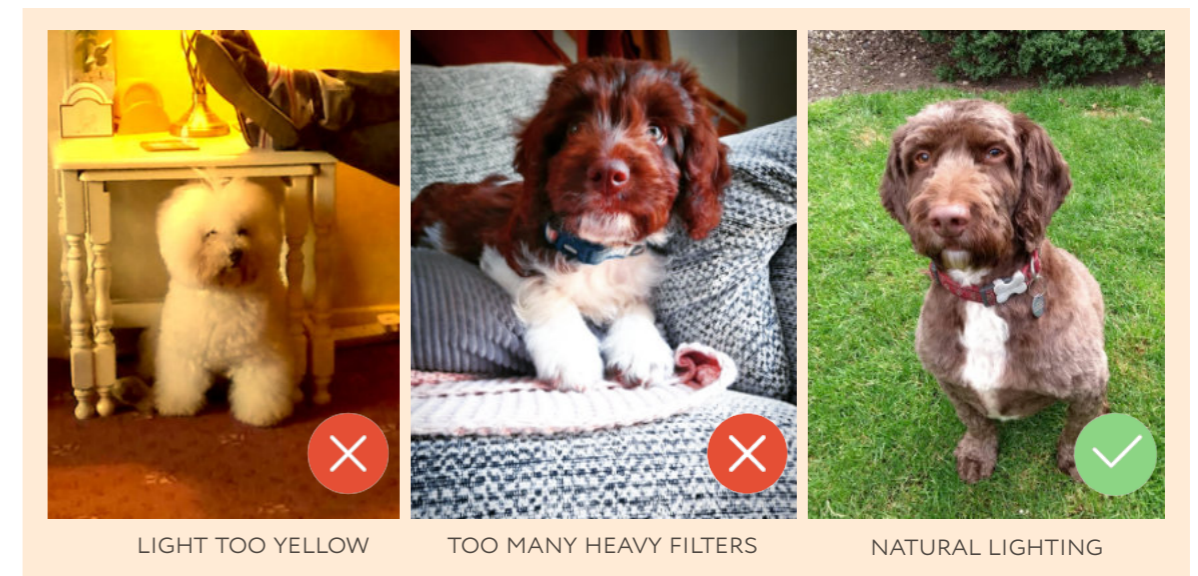 LIGHT TOO YELLOW
TOO MANY HEAVY FILTERS
NATURAL LIGHTING